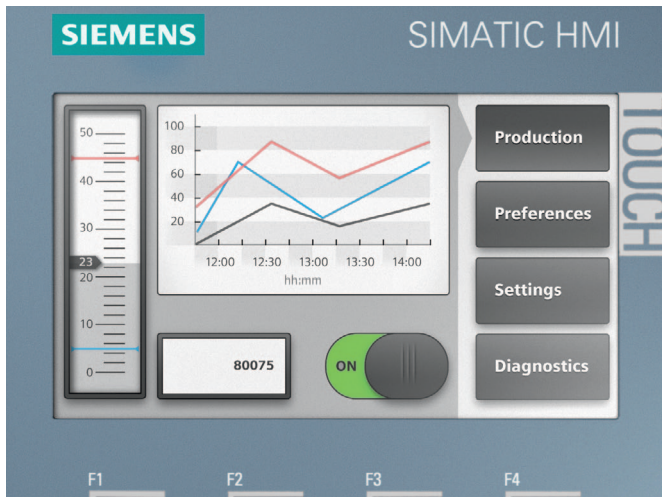 SIEMENS
SIMATIC HMI
TOUCH
50
40
30
23
20
10
0
100
80
60
40
20
12:00 12:30 13:00 13:30 14:00
hh:mm
80075
ON
Production
Preferences
Settings
Diagnostics
F1 F2 F3 F4